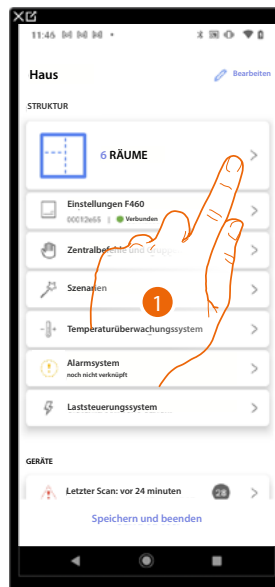 11:46
Haus
Bearbeiten
STRUKTUR
6 RÄUME
Einstellungen F460
00012e65 | Verbunden
Zentralbefehle und Gruppen
Szenarien
1
Temperaturüberwachungssystem
Alarmsystem
noch nicht verknüpft
Laststeuerungssystem
GERÄTE
Letzter Scan: vor 24 minuten
28
Speichern und beenden